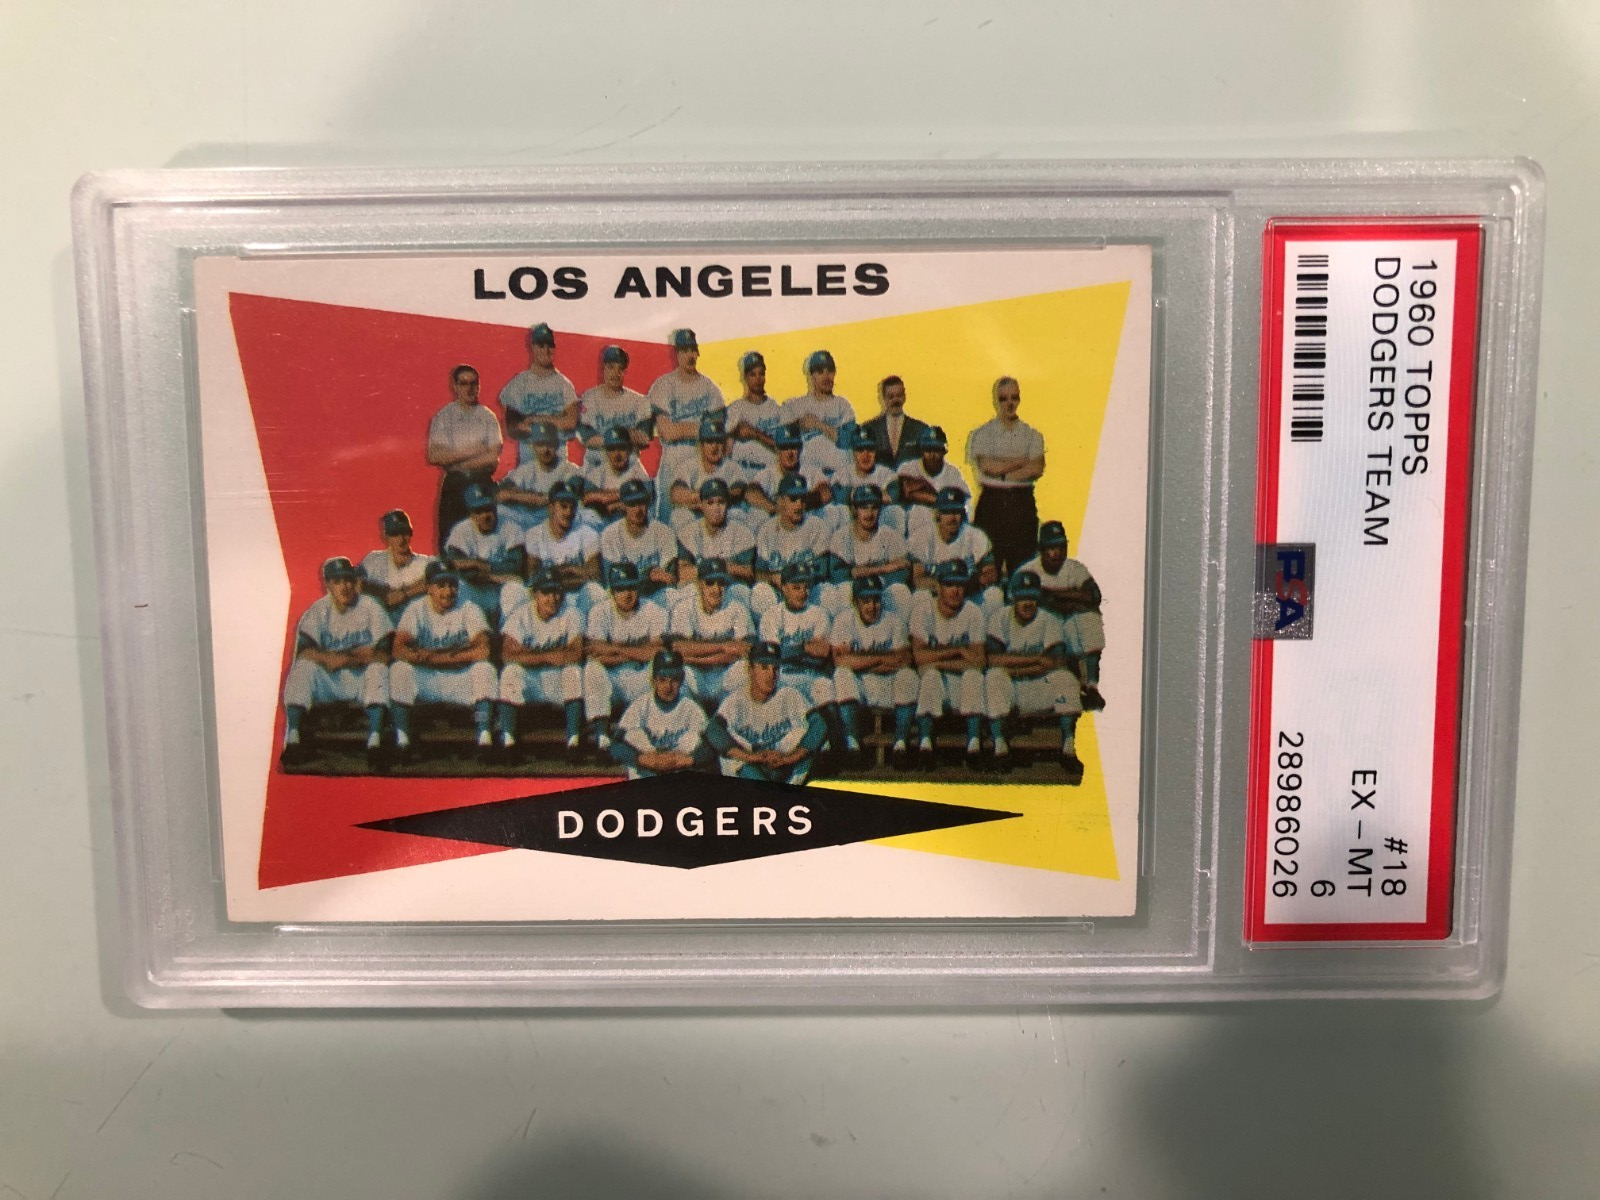 LOS ANGELES
DODGERS
1960 TOPPS #18
DODGERS TEAM EX-MT
6
28986026
PSA